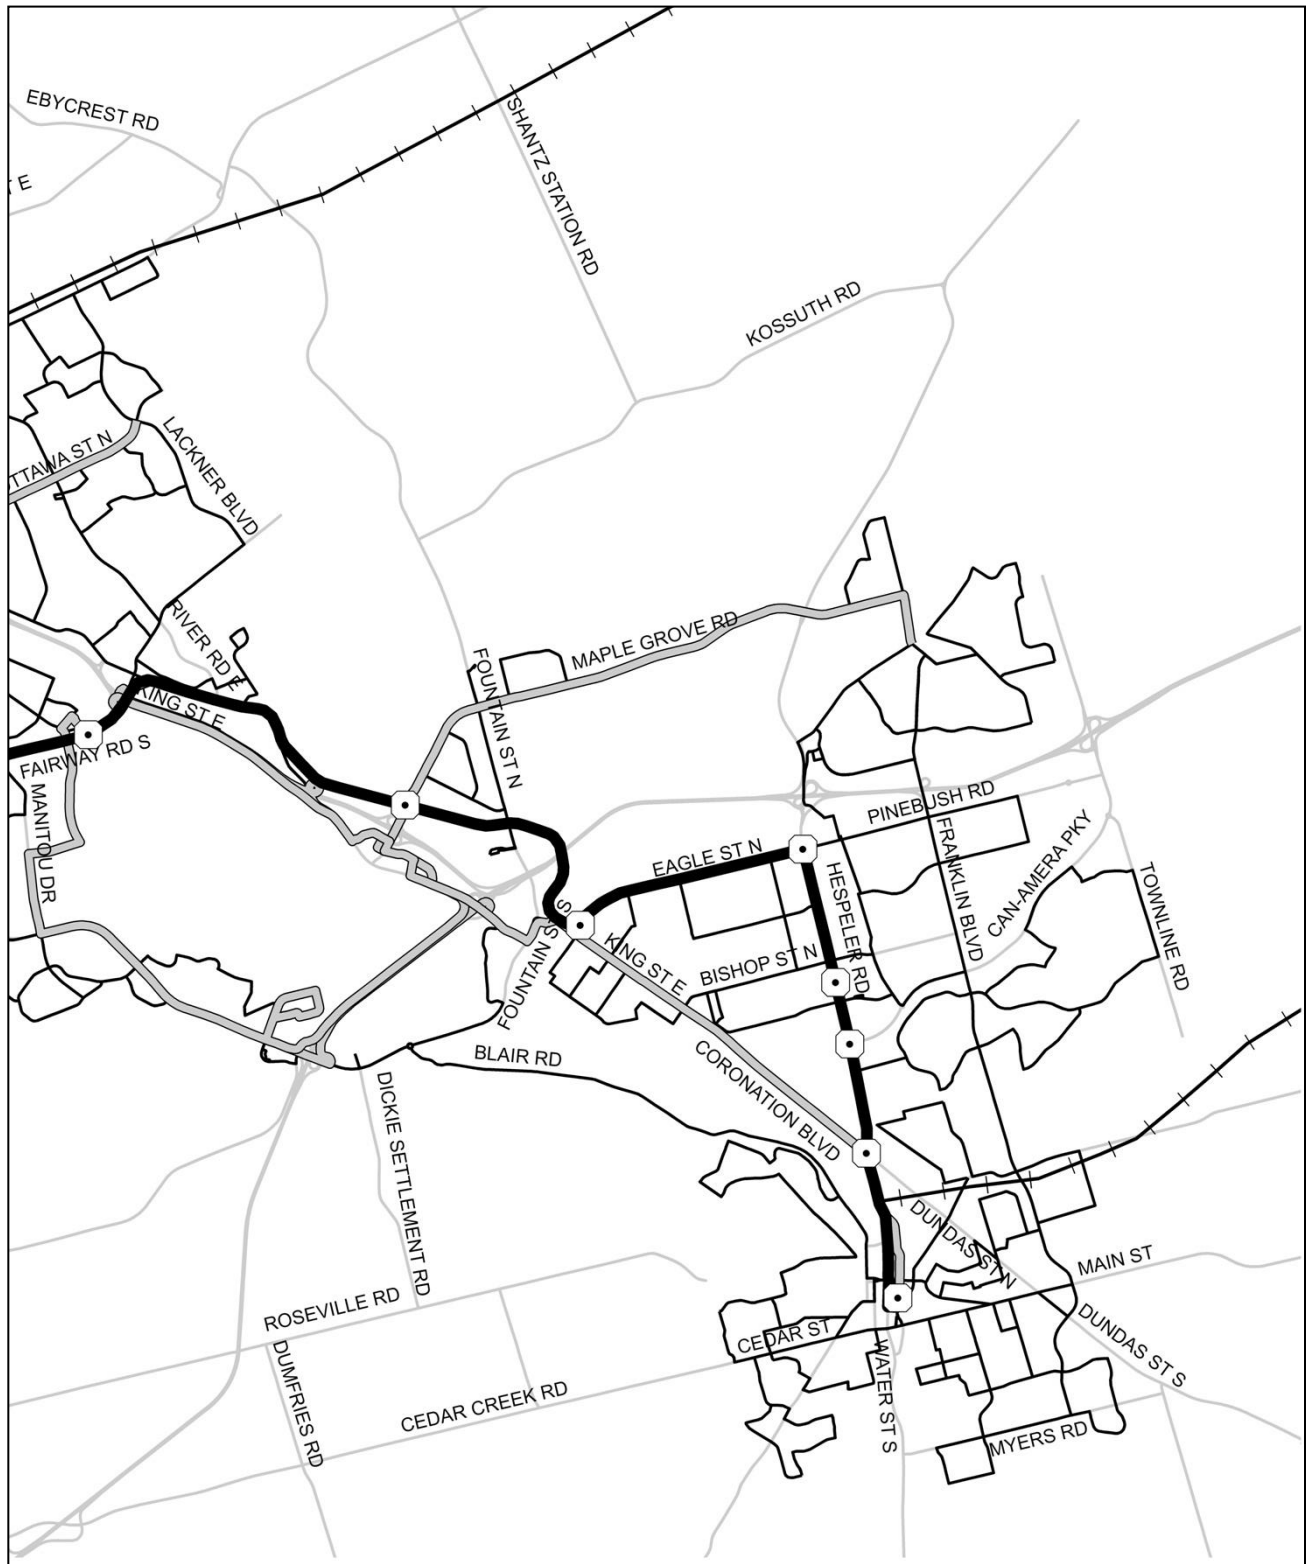 EBYCREST RD
T E
SHANTZ STATION RD
KOSSUTH RD
OTTAWA ST N
LACKNER BLVD
RIVER RD E
MAPLE GROVE RD
FOUNTAIN ST N
KING ST E
FAIRWAY RD S
MANITOU DR
PINEBUSH RD
EAGLE ST N
FRANKLIN BLVD
CAN-AMERA PKY
HESPELER RD
TOWNLINE RD
FOUNTAIN ST S
KING ST E
BISHOP ST N
BLAIR RD
CORONATION BLVD
DICKIE SETTLEMENT RD
DUNDAS ST N
MAIN ST
ROSEVILLE RD
CEDAR ST
DUNDAS ST S
DUMFRIES RD
WATER ST S
CEDAR CREEK RD
MYERS RD